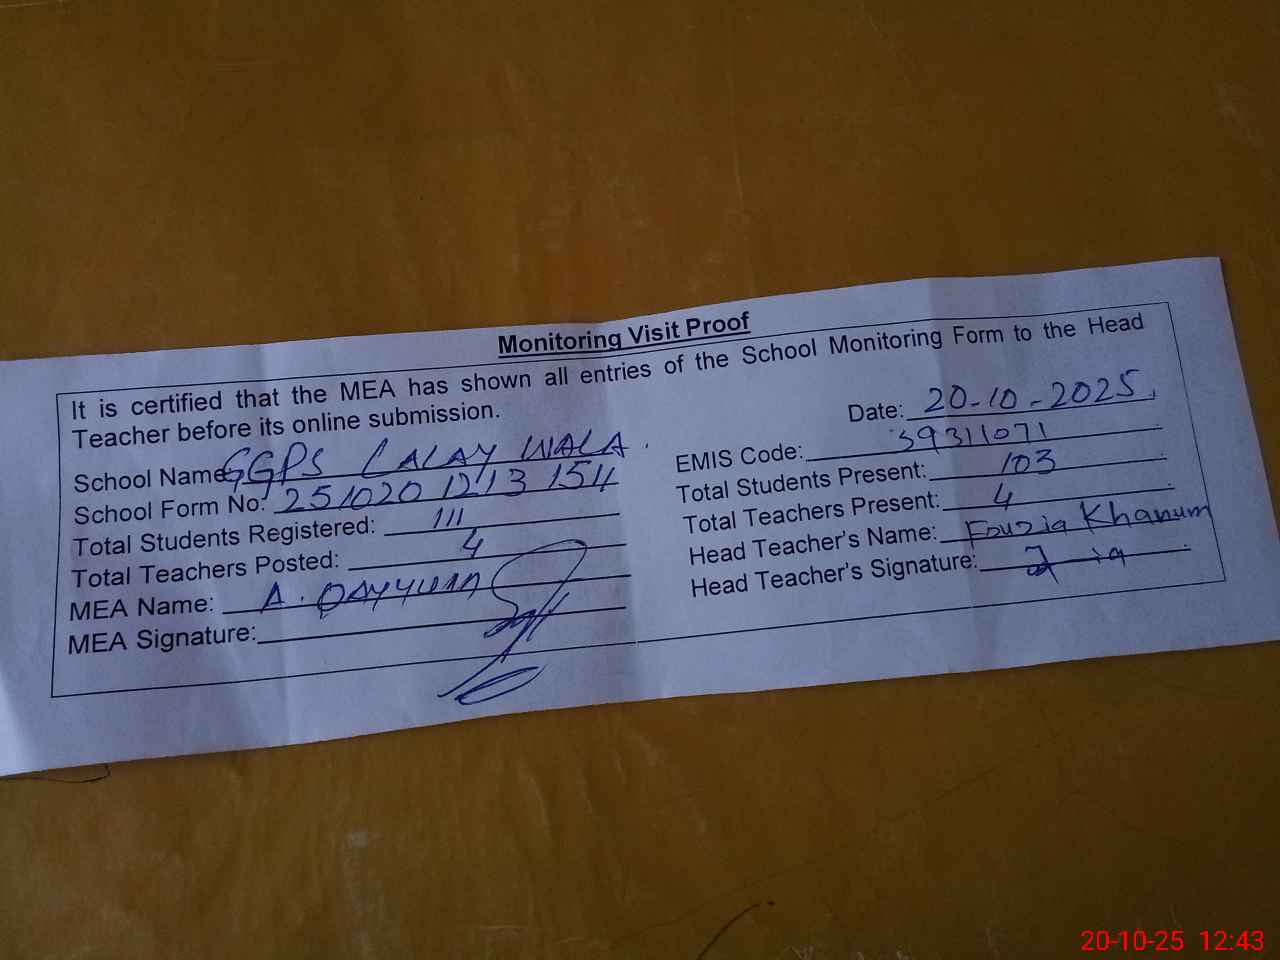 Monitoring Visit Proof
It is certified that the MEA has shown all entries of the School Monitoring Form to the Head
Teacher before its online submission.
Date: 20-10-2025
School Name: GGPS LALAY WALA.
EMIS Code: 39311071
School Form No: 251020 1213 154
Total Students Present: 103
Total Students Registered: 111
Total Teachers Present: 4
Total Teachers Posted: 4
Head Teacher's Name: Fouzia Khanum
MEA Name: A. QAYYUM
Head Teacher's Signature:
MEA Signature:
20-10-25 12:43